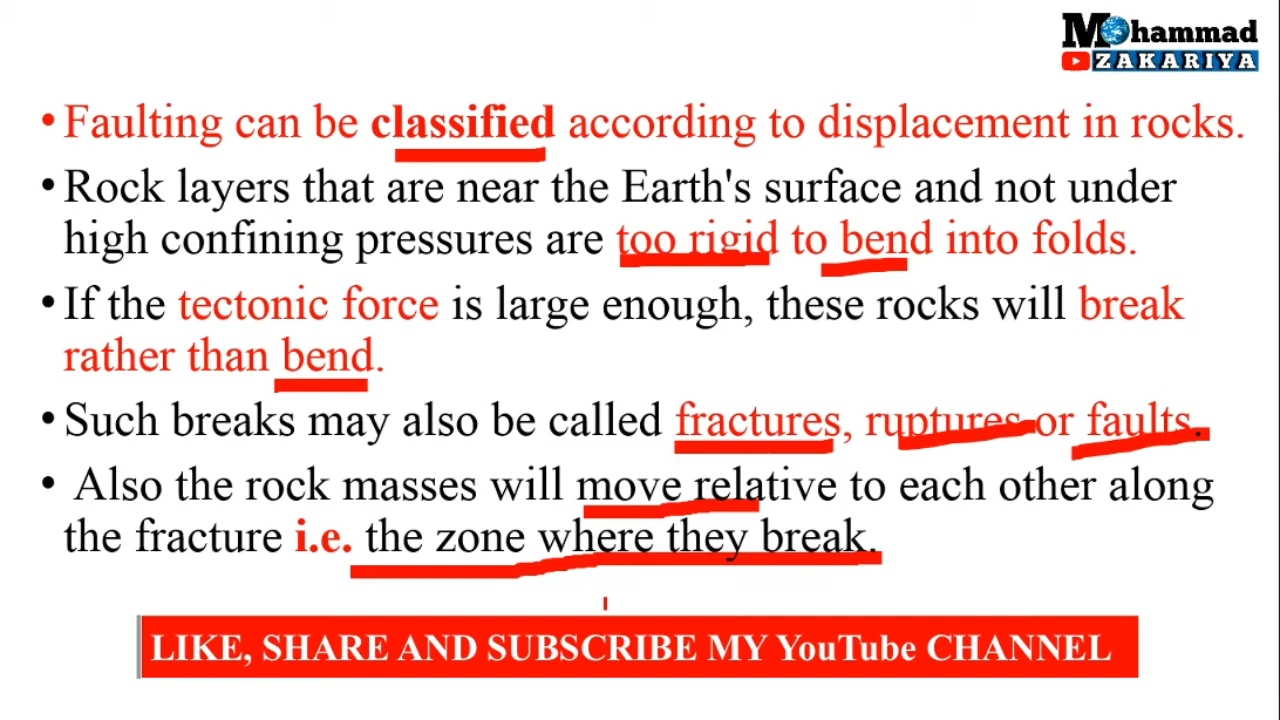 Mohammad
ZAKARIYA
• Faulting can be classified according to displacement in rocks.
• Rock layers that are near the Earth's surface and not under
high confining pressures are too rigid to bend into folds.
• If the tectonic force is large enough, these rocks will break
rather than bend.
• Such breaks may also be called fractures, ruptures or faults.
• Also the rock masses will move relative to each other along
the fracture i.e. the zone where they break.
LIKE, SHARE AND SUBSCRIBE MY YouTube CHANNEL